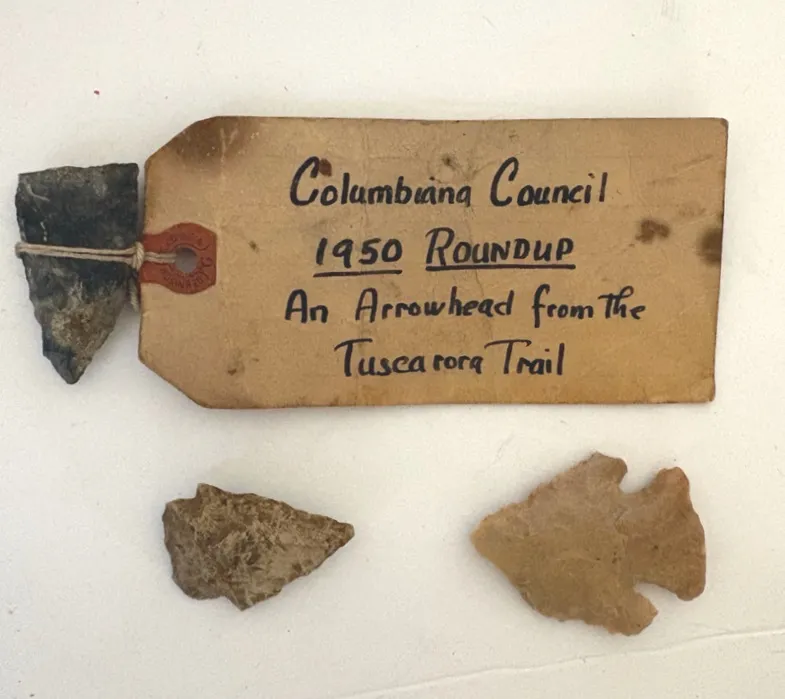 Columbiana Council
1950 ROUNDUP
An Arrowhead from The
Tuscarora Trail